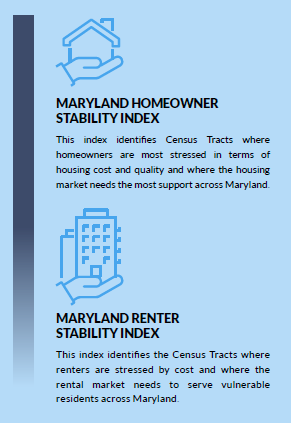 MARYLAND HOMEOWNER
STABILITY INDEX
This index identifies Census Tracts where
homeowners are most stressed in terms of
housing cost and quality and where the housing
market needs the most support across Maryland.
MARYLAND RENTER
STABILITY INDEX
This index identifies the Census Tracts where
renters are stressed by cost and where the
rental market needs to serve vulnerable
residents across Maryland.